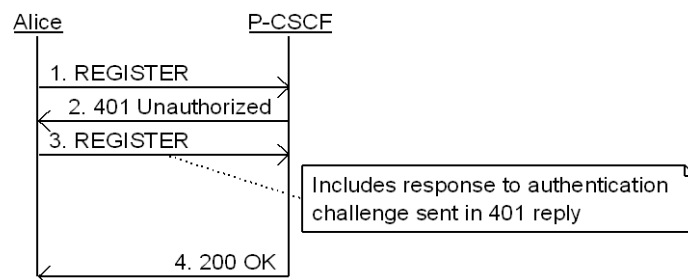 Alice
P-CSCF
1. REGISTER
2. 401 Unauthorized
3. REGISTER
Includes response to authentication
challenge sent in 401 reply
4. 200 OK